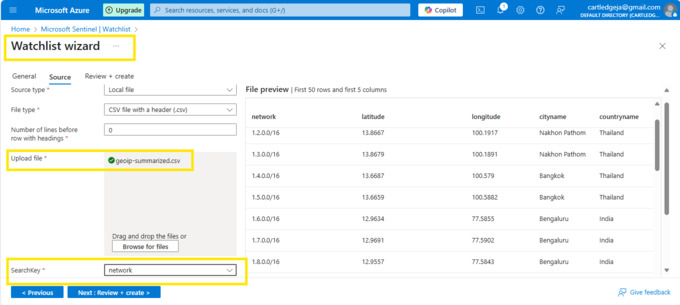 Microsoft Azure Upgrade Search resources, services, and docs (G+/) Copilot 1 cartledgeja@gmail.com
DEFAULT DIRECTORY (CARTLEDG...
Home > Microsoft Sentinel | Watchlist >
Watchlist wizard ...
General Source Review + create
Source type * Local file
File type * CSV file with a header (.csv)
Number of lines before row with headings * 0
Upload file * geoip-summarized.csv
Drag and drop the files or
Browse for files
SearchKey * network
File preview | First 50 rows and first 5 columns
network latitude longitude cityname countryname
1.2.0.0/16 13.8667 100.1917 Nakhon Pathom Thailand
1.3.0.0/16 13.8679 100.1891 Nakhon Pathom Thailand
1.4.0.0/16 13.6687 100.579 Bangkok Thailand
1.5.0.0/16 13.6659 100.5882 Bangkok Thailand
1.6.0.0/16 12.9634 77.5855 Bengaluru India
1.7.0.0/16 12.9691 77.5902 Bengaluru India
1.8.0.0/16 12.9557 77.5843 Bengaluru India
< Previous Next : Review + create > Give feedback